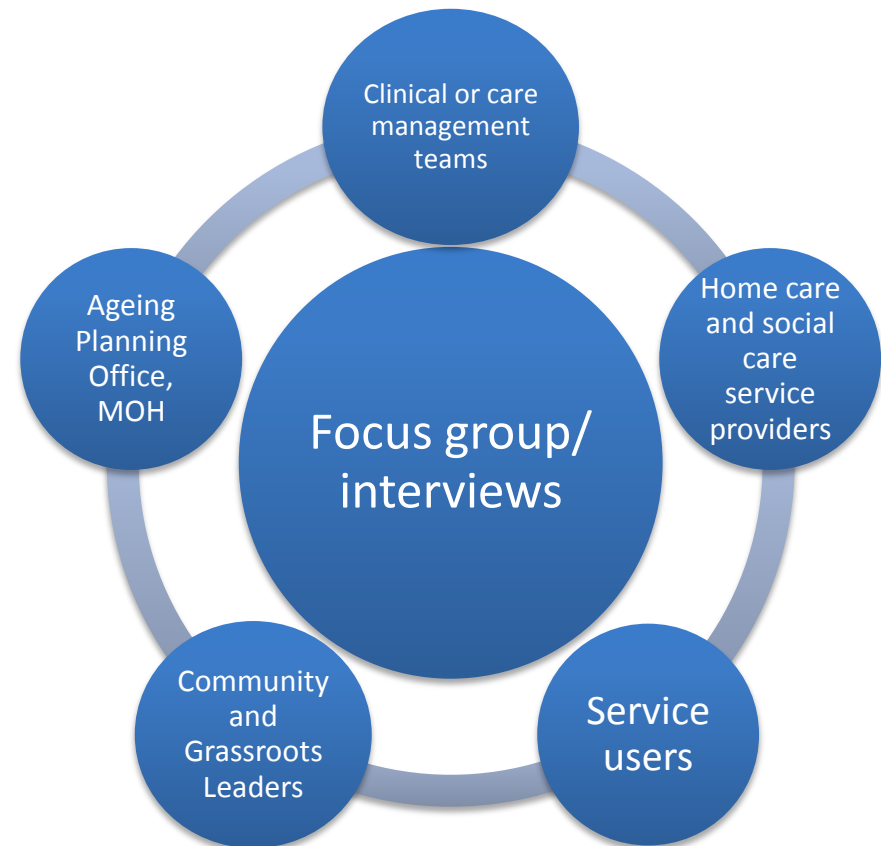 Clinical or care
management
teams
Home care
and social
care
service
providers
Service
users
Community
and
Grassroots
Leaders
Ageing
Planning
Office,
MOH
Focus group/
interviews